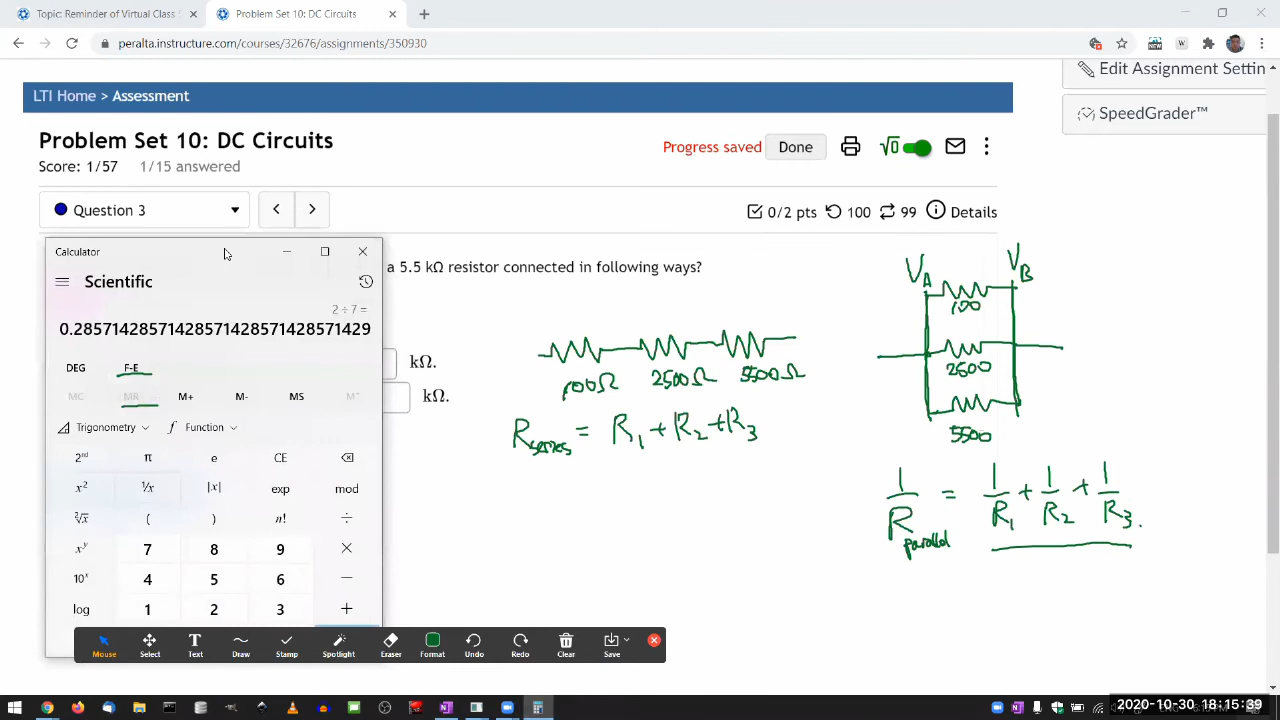 Topic: Reminder of Virtual Class
Problem Set 10: DC Circuits
peralta.instructure.com/courses/32676/assignments/350930
Edit Assignment Settin
SpeedGrader™
LTI Home > Assessment
Problem Set 10: DC Circuits
Score: 1/57 1/15 answered
Progress saved Done √0
Question 3
0/2 pts 100 99 Details
a 5.5 kΩ resistor connected in following ways?
kΩ.
kΩ.
Calculator
Scientific
2 ÷ 7 =
0.28571428571428571428571428571429
DEG F-E
MC MR M+ M- MS M˅
Trigonometry Function
2nd π e CE
x² ¹/x |x| exp mod
²√x ( ) n! ÷
xʸ 7 8 9 ×
10ˣ 4 5 6 −
log 1 2 3 +
100Ω 2500Ω 5500Ω
Rseries = R1 + R2 + R3
VA VB
100
2500
5500
1/Rparallel = 1/R1 + 1/R2 + 1/R3.
Mouse Select Text Draw Stamp Spotlight Eraser Format Undo Redo Clear Save
2020-10-30 18:15:39